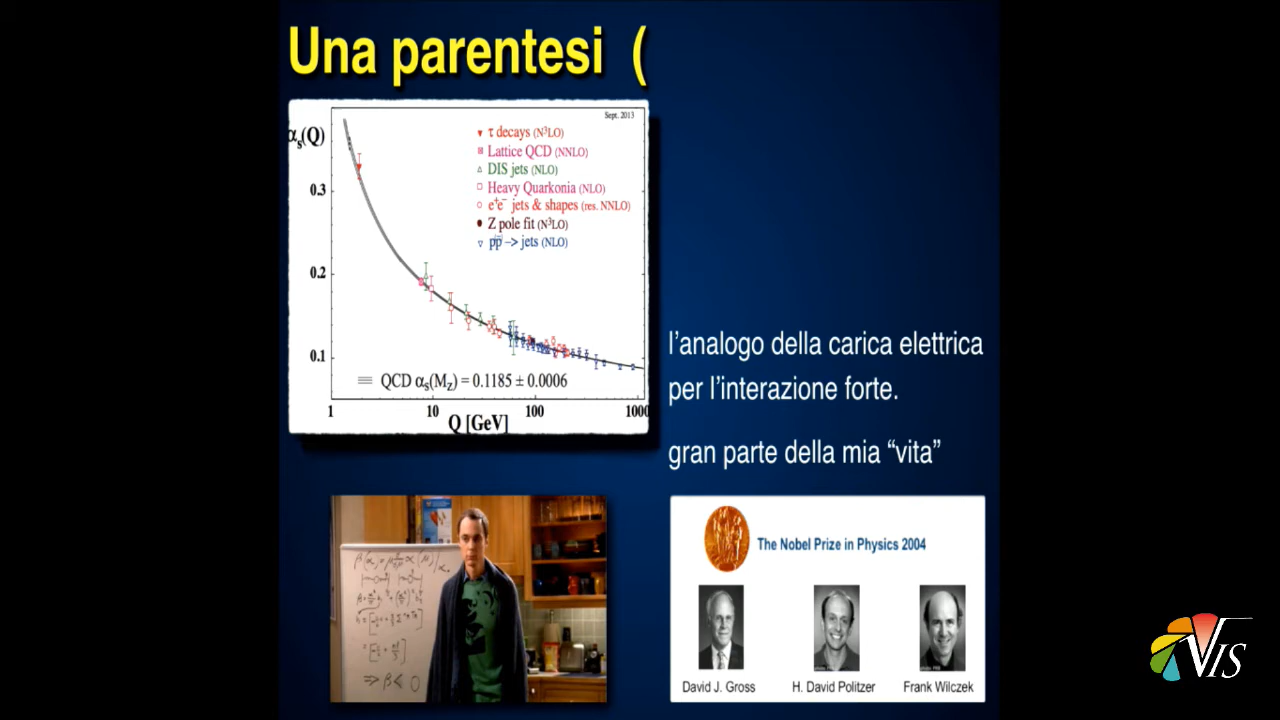 Una parentesi (
Sept. 2013
αs(Q)
τ decays (N³LO)
Lattice QCD (NNLO)
DIS jets (NLO)
Heavy Quarkonia (NLO)
e⁺e⁻ jets & shapes (res. NNLO)
Z pole fit (N³LO)
pp̄ –> jets (NLO)
0.3
0.2
0.1
QCD αs(Mz) = 0.1185 ± 0.0006
1 10 100 1000
Q [GeV]
l’analogo della carica elettrica
per l’interazione forte.
gran parte della mia “vita”
=> β < 0
The Nobel Prize in Physics 2004
David J. Gross
H. David Politzer
Frank Wilczek
VIS